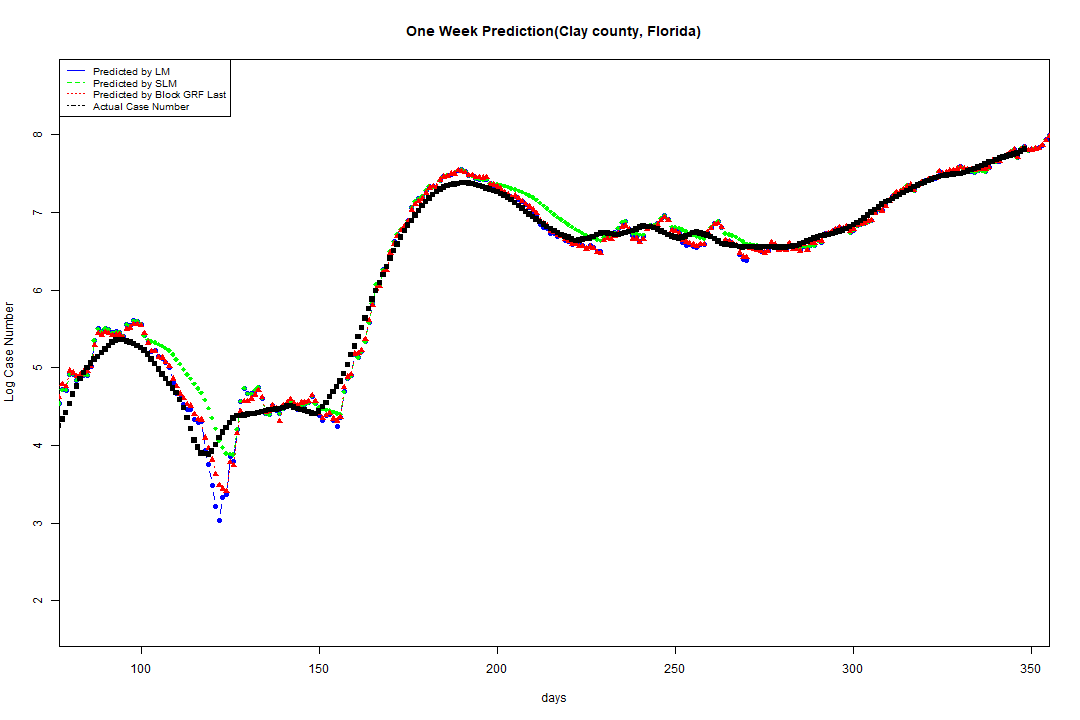 One Week Prediction(Clay county, Florida)
Predicted by LM
Predicted by SLM
Predicted by Block GRF Last
Actual Case Number
8
7
6
5
4
3
2
Log Case Number
100 150 200 250 300 350
days